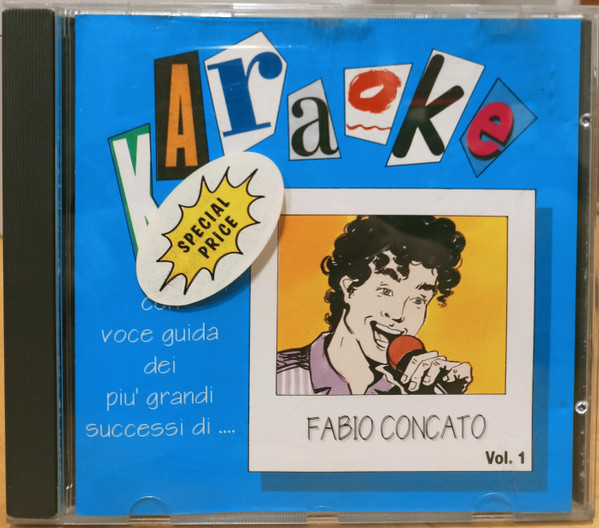 Karaoke
SPECIAL
PRICE
con
voce guida
dei
piu' grandi
successi di ....
FABIO CONCATO
Vol. 1